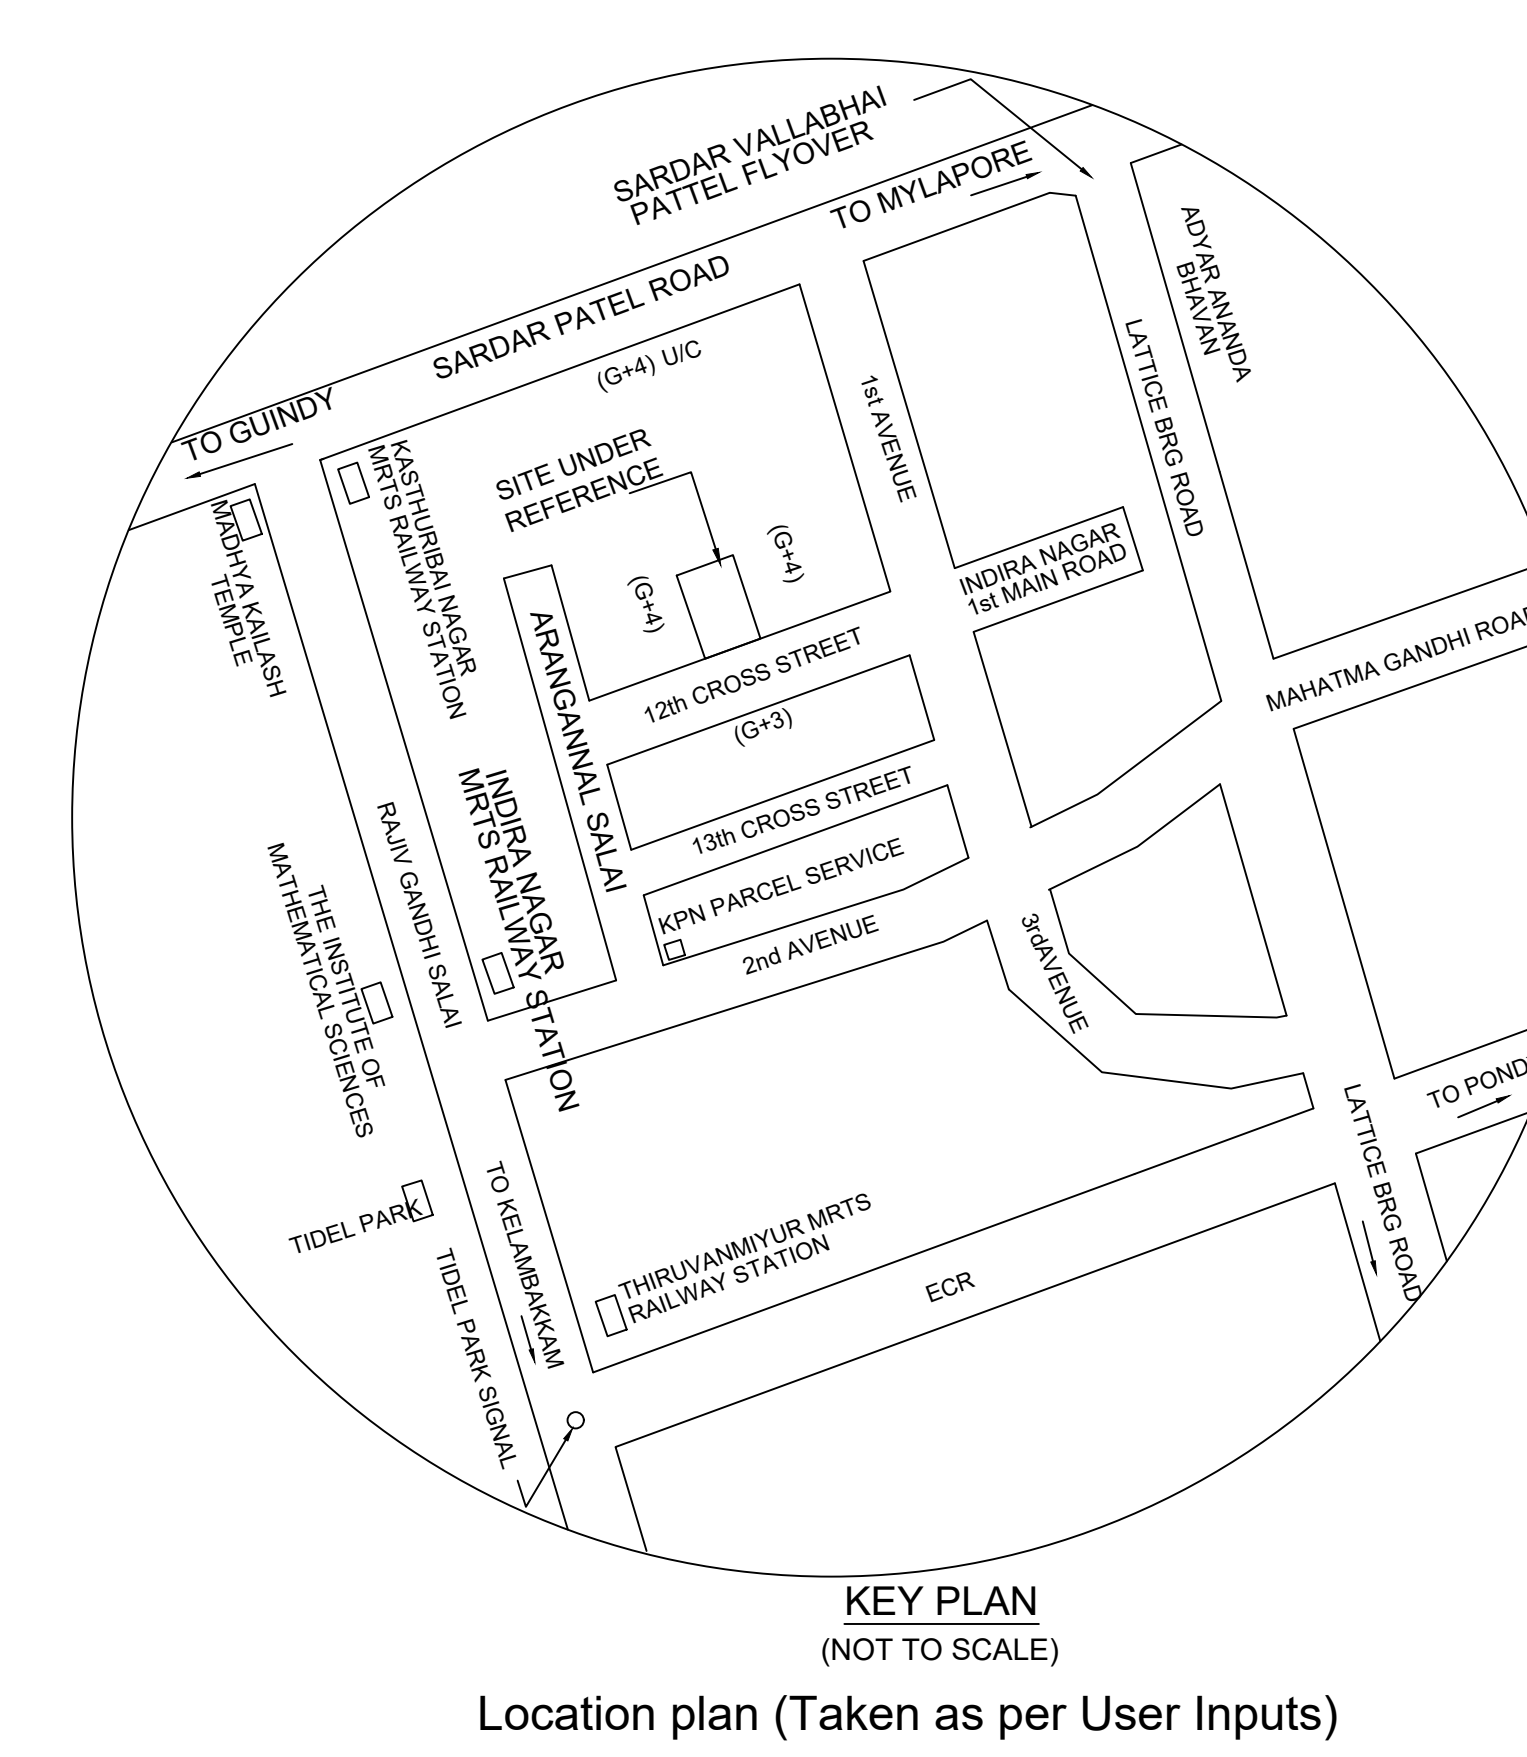 SARDAR VALLABHAI
PATTEL FLYOVER
TO MYLAPORE
SARDAR PATEL ROAD
TO GUINDY
(G+4) U/C
ADYAR ANANDA
BHAVAN
LATTICE BRG ROAD
1st AVENUE
KASTHURIBAI NAGAR
MRTS RAILWAY STATION
SITE UNDER
REFERENCE
(G+4)
(G+4)
MADHYA KAILASH
TEMPLE
INDIRA NAGAR
1st MAIN ROAD
ARANGANNAL SALAI
12th CROSS STREET
MAHATMA GANDHI ROAD
(G+3)
INDIRA NAGAR
MRTS RAILWAY STATION
RAJIV GANDHI SALAI
13th CROSS STREET
KPN PARCEL SERVICE
THE INSTITUTE OF
MATHEMATICAL SCIENCES
2nd AVENUE
3rdAVENUE
TO POND
LATTICE BRG ROAD
TIDEL PARK
TO KELAMBAKKAM
THIRUVANMIYUR MRTS
RAILWAY STATION
TIDEL PARK SIGNAL
ECR
KEY PLAN
(NOT TO SCALE)
Location plan (Taken as per User Inputs)